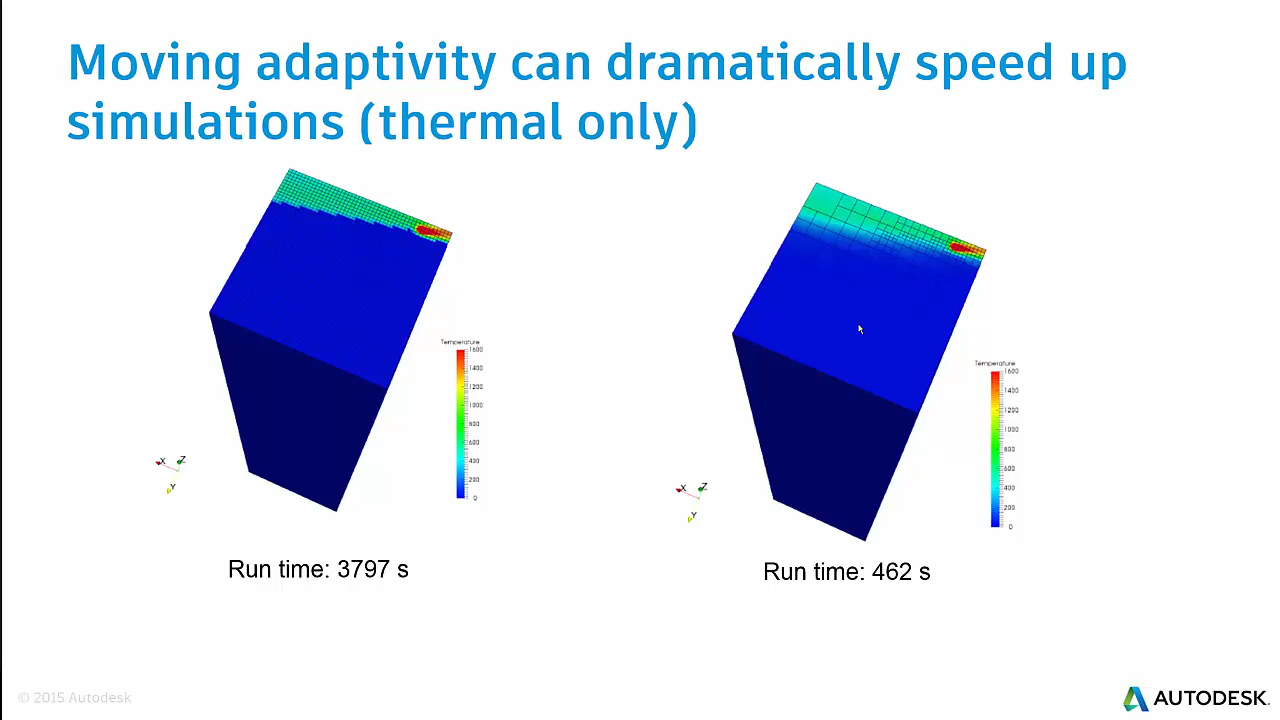 Moving adaptivity can dramatically speed up
simulations (thermal only)
Temperature
1600
1400
1200
1000
800
600
400
200
0
X Z
Y
Temperature
1600
1400
1200
1000
800
600
400
200
0
X Z
Y
Run time: 3797 s
Run time: 462 s
© 2015 Autodesk
AUTODESK.